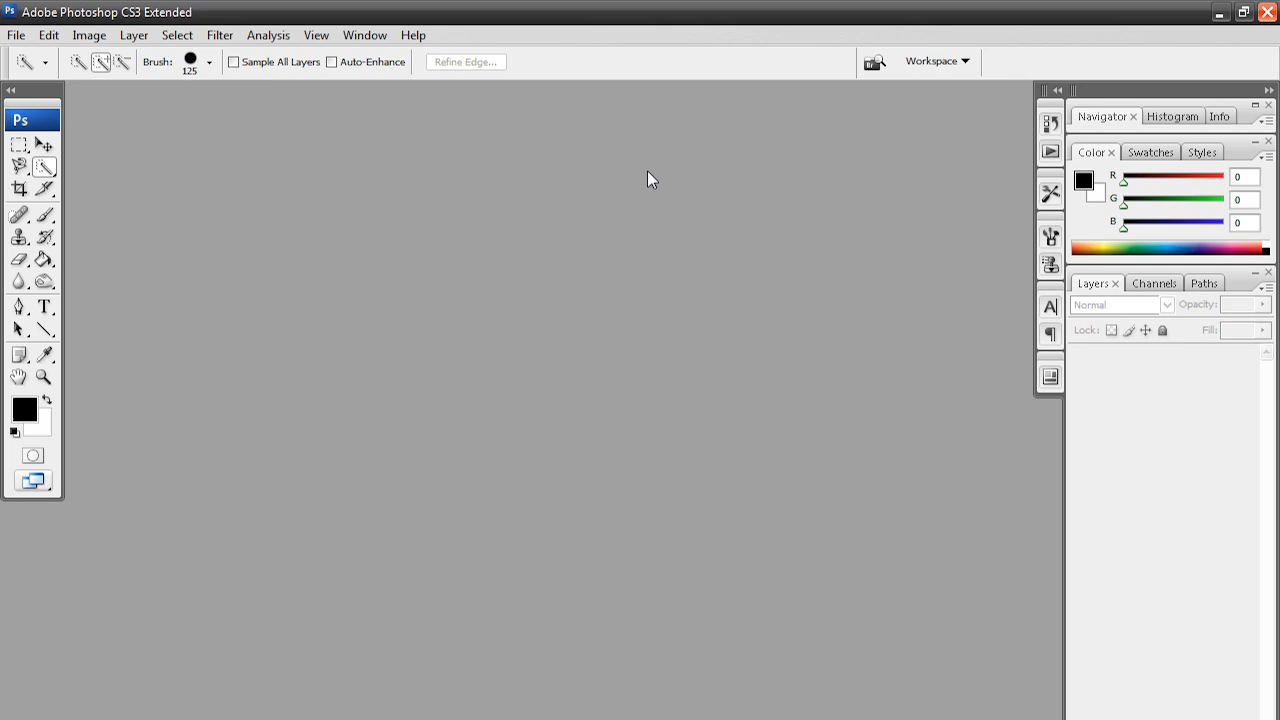 Ps Adobe Photoshop CS3 Extended
File Edit Image Layer Select Filter Analysis View Window Help
Brush: 125 Sample All Layers Auto-Enhance Refine Edge... Workspace
Ps
T
Navigator Histogram Info
Color Swatches Styles
R 0
G 0
B 0
Layers Channels Paths
Normal Opacity:
Lock: Fill:
A